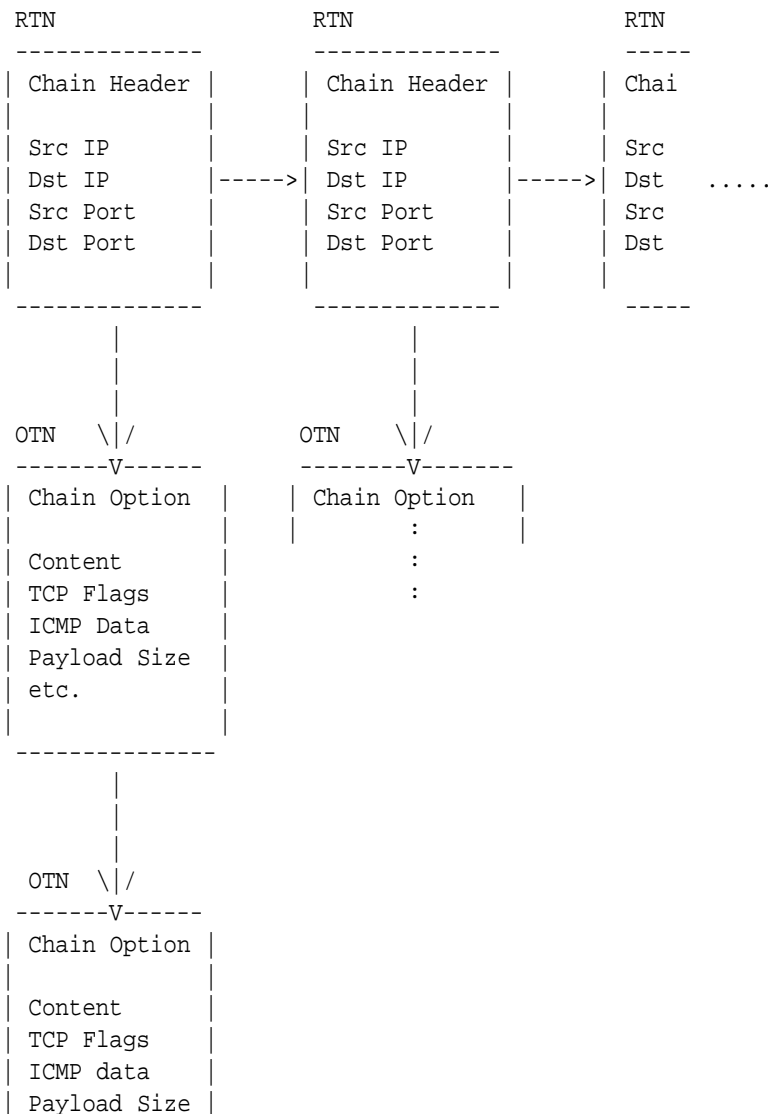 RTN                    RTN                    RTN
 --------------        --------------         -----
| Chain Header |      | Chain Header |      | Chai
|              |      |              |      |
| Src IP       |      | Src IP       |      | Src
| Dst IP       |----->| Dst IP       |----->| Dst  .....
| Src Port     |      | Src Port     |      | Src
| Dst Port     |      | Dst Port     |      | Dst
|              |      |              |      |
 --------------        --------------         -----
       |                      |
       |                      |
       |                      |
OTN   \|/            OTN     \|/
 -------V------       --------V-------
| Chain Option  |    | Chain Option   |
|               |    |        :       |
| Content       |             :
| TCP Flags     |             :
| ICMP Data     |
| Payload Size  |
| etc.          |
|               |
 ---------------
       |
       |
       |
 OTN  \|/
 -------V------
| Chain Option |
|              |
| Content      |
| TCP Flags    |
| ICMP data    |
| Payload Size |